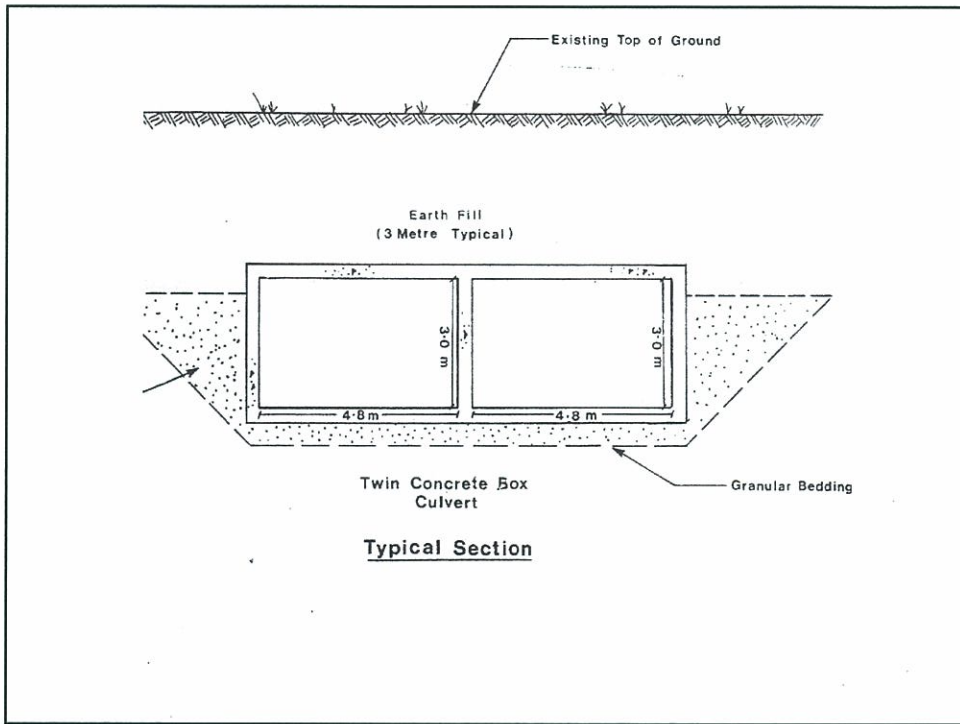 Existing Top of Ground
Earth Fill
(3 Metre Typical)
3.0 m
3.0 m
4.8 m
4.8 m
Granular Bedding
Twin Concrete Box
Culvert
Typical Section